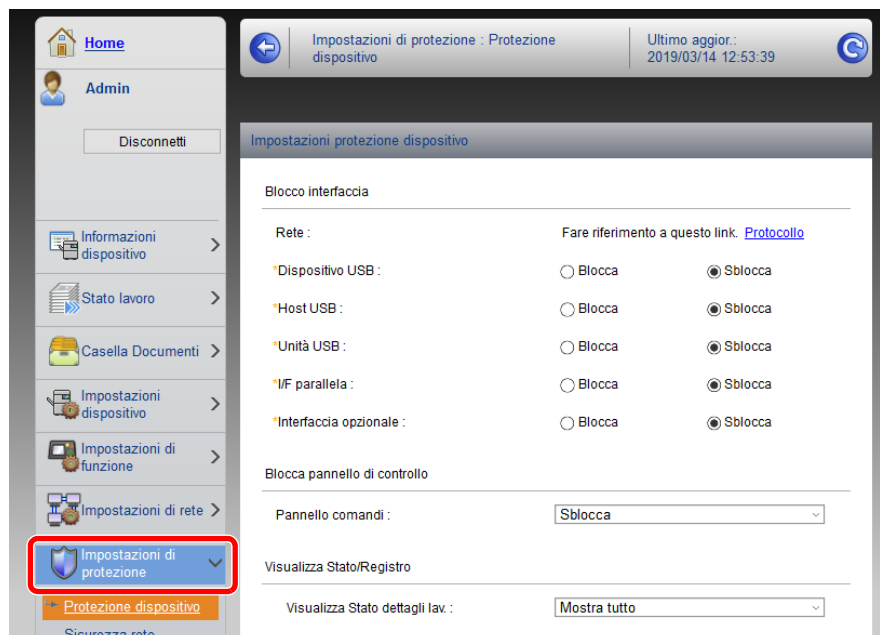 Home
Admin
Disconnetti
Informazioni
dispositivo
Stato lavoro
Casella Documenti
Impostazioni
dispositivo
Impostazioni di
funzione
Impostazioni di rete
Impostazioni di
protezione
Protezione dispositivo
Sicurezza rete
Impostazioni di protezione : Protezione
dispositivo
Ultimo aggior.:
2019/03/14 12:53:39
Impostazioni protezione dispositivo
Blocco interfaccia
Rete : Fare riferimento a questo link. Protocollo
*Dispositivo USB : Blocca Sblocca
*Host USB : Blocca Sblocca
*Unità USB : Blocca Sblocca
*I/F parallela : Blocca Sblocca
*Interfaccia opzionale : Blocca Sblocca
Blocca pannello di controllo
Pannello comandi : Sblocca
Visualizza Stato/Registro
Visualizza Stato dettagli lav. : Mostra tutto